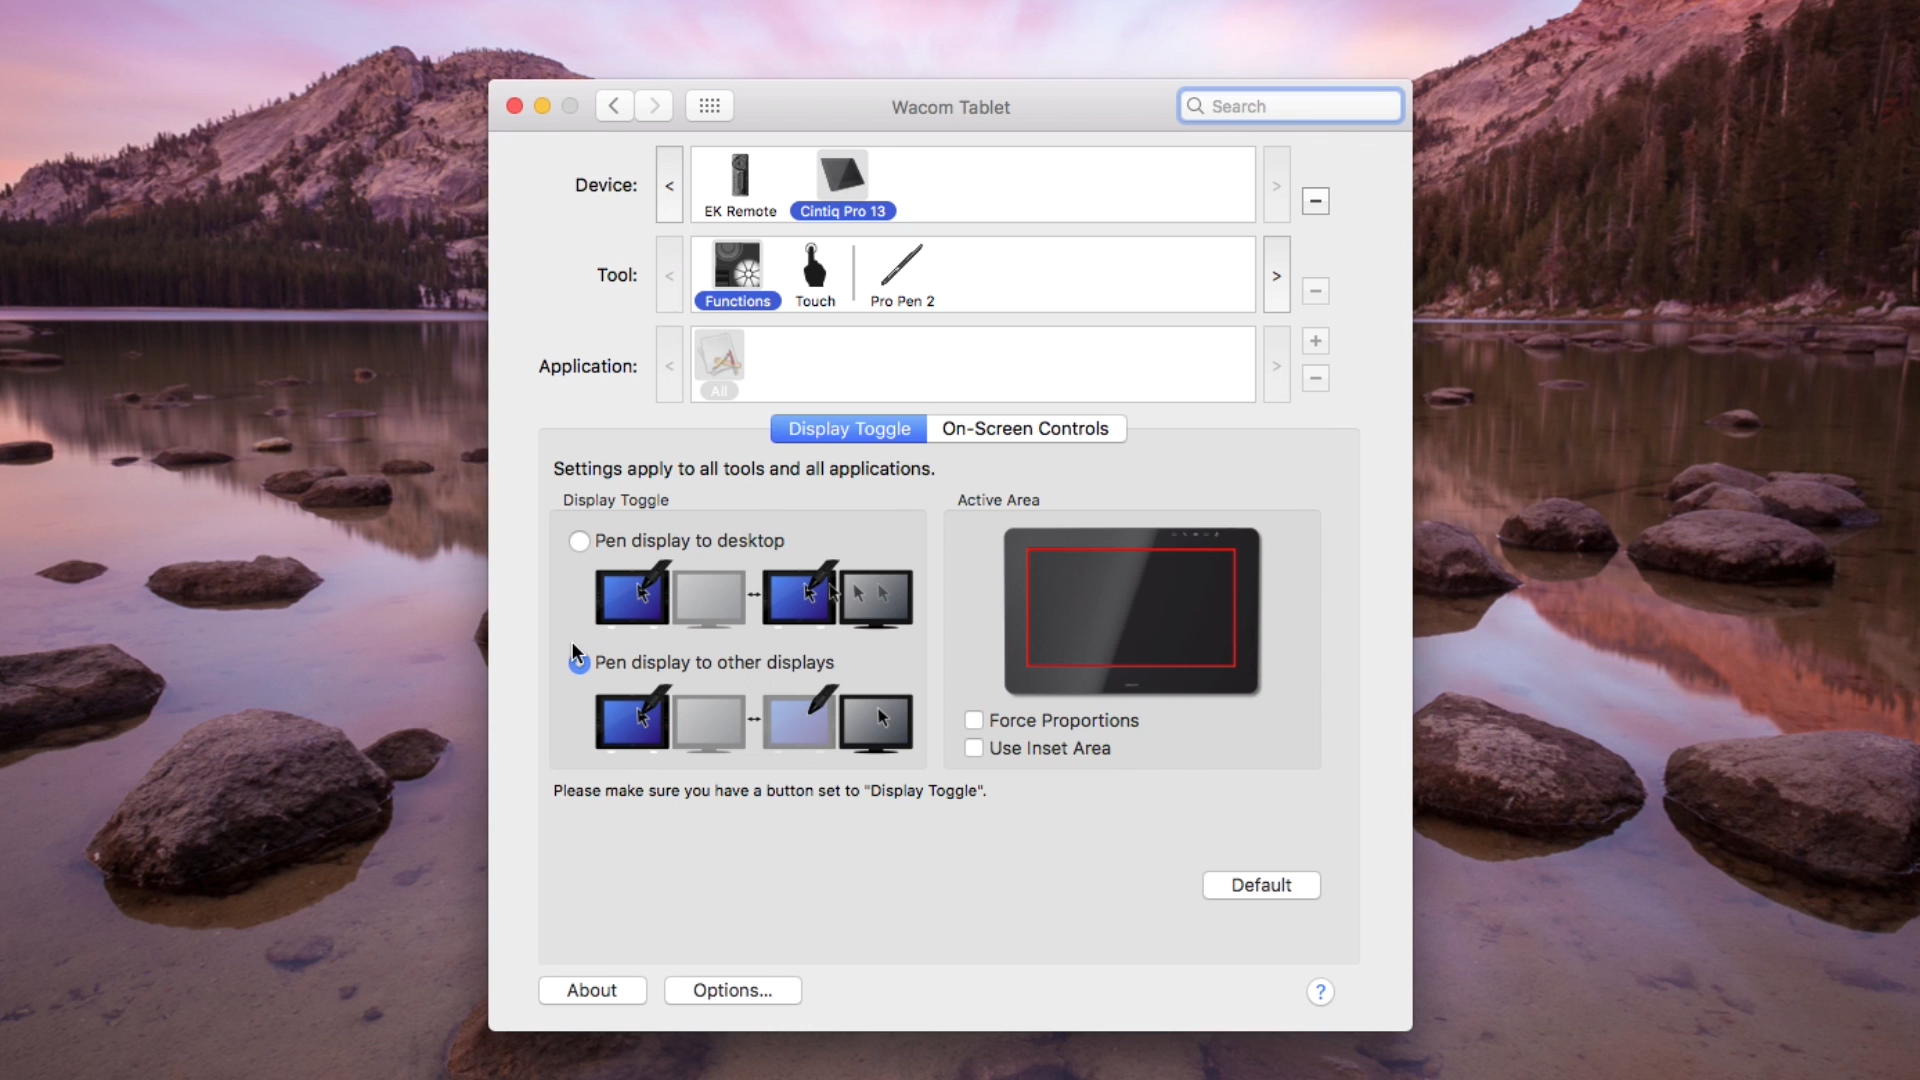 Wacom Tablet
Search
Device:
<
EK Remote
Cintiq Pro 13
>
−
Tool:
<
Functions
Touch
Pro Pen 2
>
−
Application:
<
All
>
+
−
Display Toggle
On-Screen Controls
Settings apply to all tools and all applications.
Display Toggle
Active Area
Pen display to desktop
Pen display to other displays
Force Proportions
Use Inset Area
Please make sure you have a button set to "Display Toggle".
Default
About
Options...
?